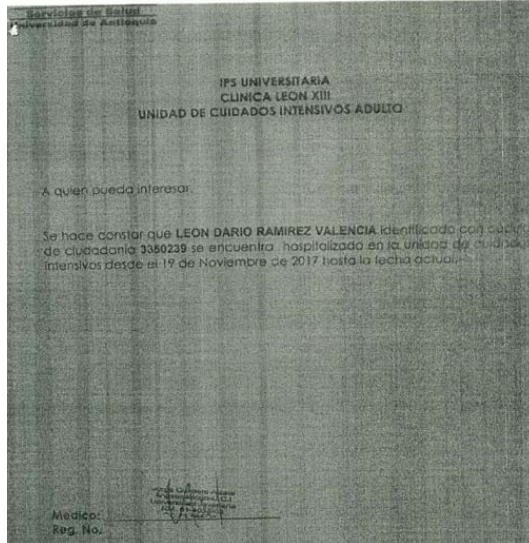 Servicios de Salud
Universidad de Antioquia
IPS UNIVERSITARIA
CLINICA LEON XIII
UNIDAD DE CUIDADOS INTENSIVOS ADULTO
A quien pueda interesar,
Se hace constar que LEON DARIO RAMIREZ VALENCIA identificado con
de ciudadanía 3350239 se encuentra hospitalizado en la unidad de
intensivos desde el 19 de Noviembre de 2017 hasta la fecha actual.
Medico:
Reg. No.